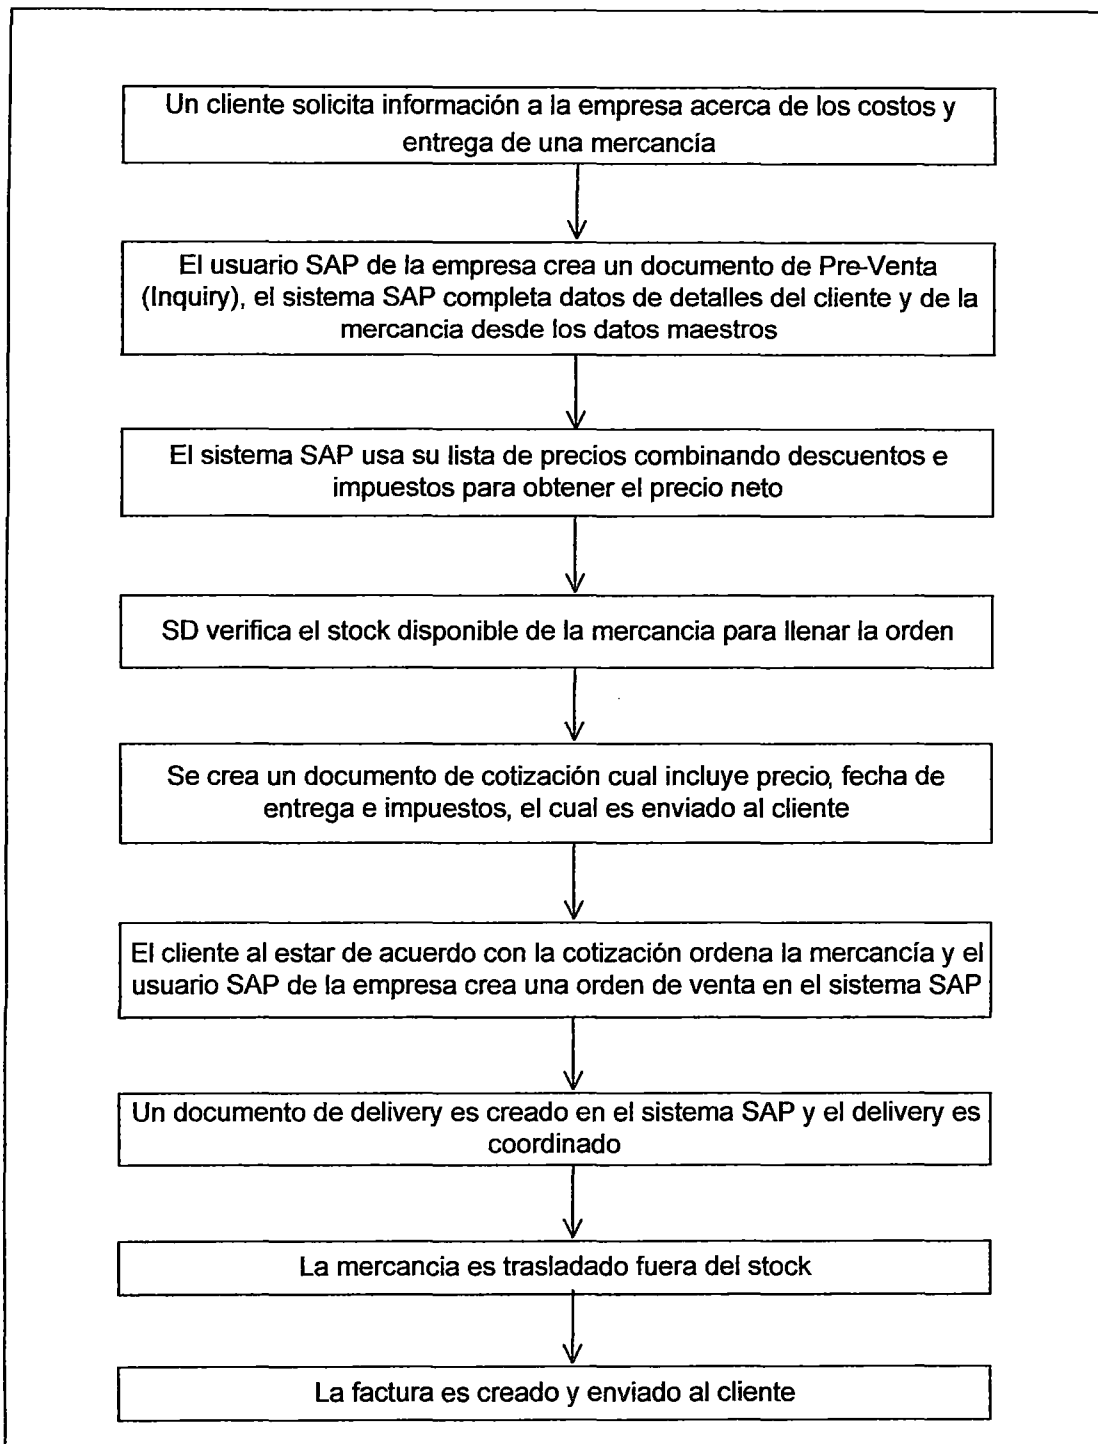 Un cliente solicita información a la empresa acerca de los costos y
entrega de una mercancía
El usuario SAP de la empresa crea un documento de Pre-Venta
(Inquiry), el sistema SAP completa datos de detalles del cliente y de la
mercancia desde los datos maestros
El sistema SAP usa su lista de precios combinando descuentos e
impuestos para obtener el precio neto
SD verifica el stock disponible de la mercancia para llenar la orden
Se crea un documento de cotización cual incluye precio, fecha de
entrega e impuestos, el cual es enviado al cliente
El cliente al estar de acuerdo con la cotización ordena la mercancía y el
usuario SAP de la empresa crea una orden de venta en el sistema SAP
Un documento de delivery es creado en el sistema SAP y el delivery es
coordinado
La mercancia es trasladado fuera del stock
La factura es creado y enviado al cliente